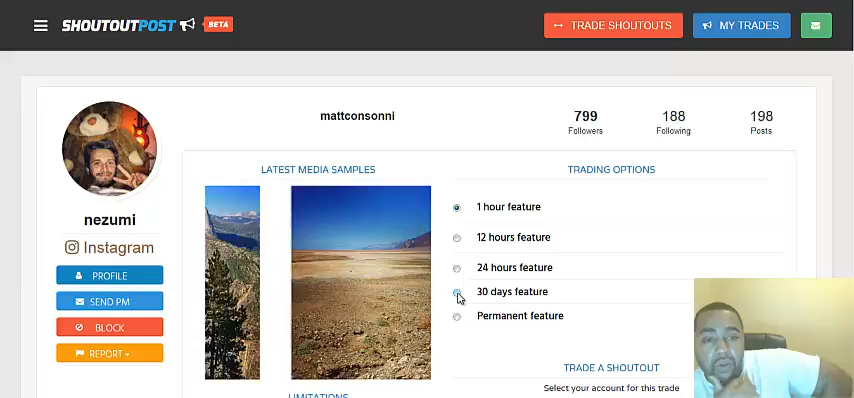 SHOUTOUTPOST BETA
TRADE SHOUTOUTS
MY TRADES
mattconsonni
799
Followers
188
Following
198
Posts
nezumi
Instagram
PROFILE
SEND PM
BLOCK
REPORT
LATEST MEDIA SAMPLES
TRADING OPTIONS
1 hour feature
12 hours feature
24 hours feature
30 days feature
Permanent feature
TRADE A SHOUTOUT
Select your account for this trade
LIMITATIONS